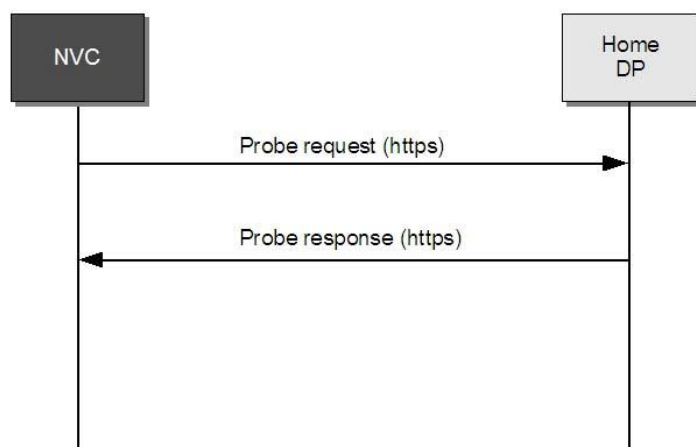 NVC
Home
DP
Probe request (https)
Probe response (https)